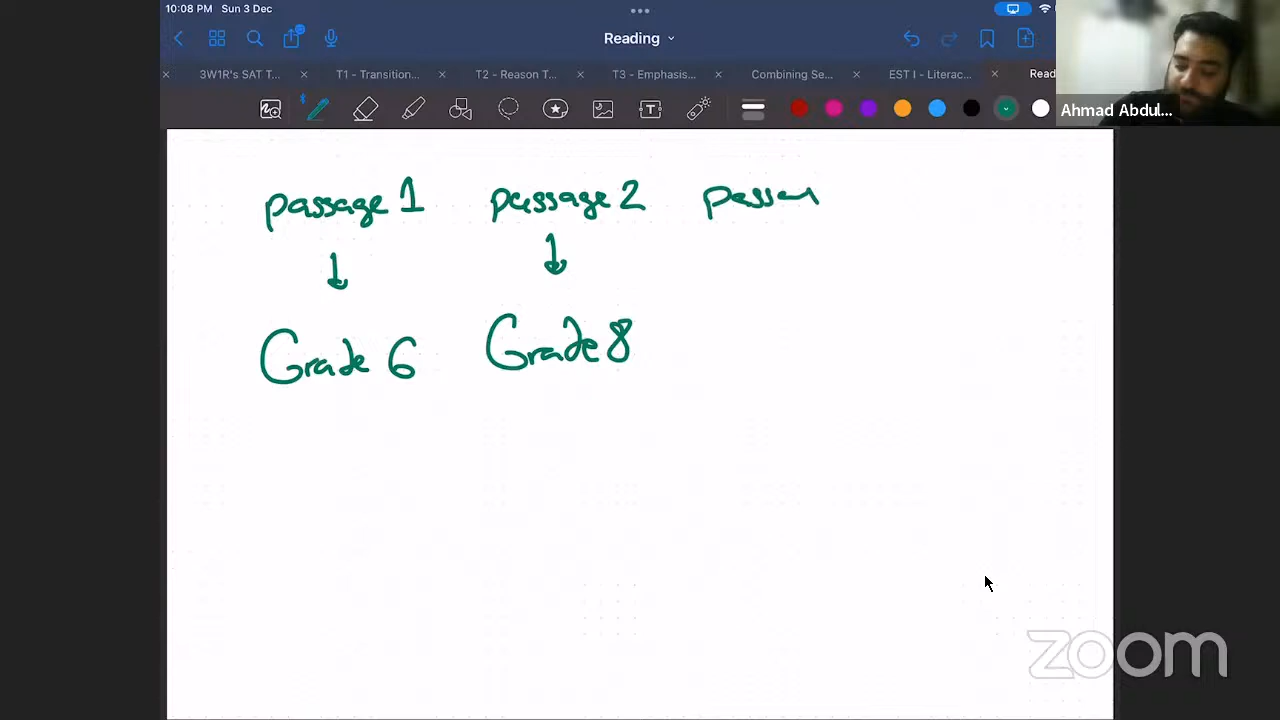 10:08 PM Sun 3 Dec
Reading
3W1R's SAT T...
T1 - Transition...
T2 - Reason T...
T3 - Emphasis...
Combining Se...
EST I - Literac...
Read
Ahmad Abdul...
passage 1 passage 2
Grade 6 Grade 8
zoom